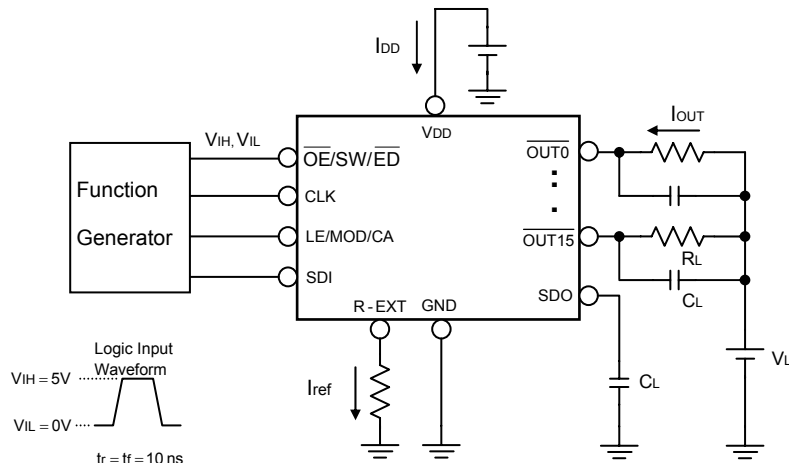 IDD
VDD
IOUT
VIH, VIL
Function
Generator
OE/SW/ED
CLK
LE/MOD/CA
SDI
OUT0
OUT15
RL
CL
SDO
R-EXT
GND
Iref
CL
VL
Logic Input
Waveform
VIH = 5V
VIL = 0V
tr = tf = 10 ns